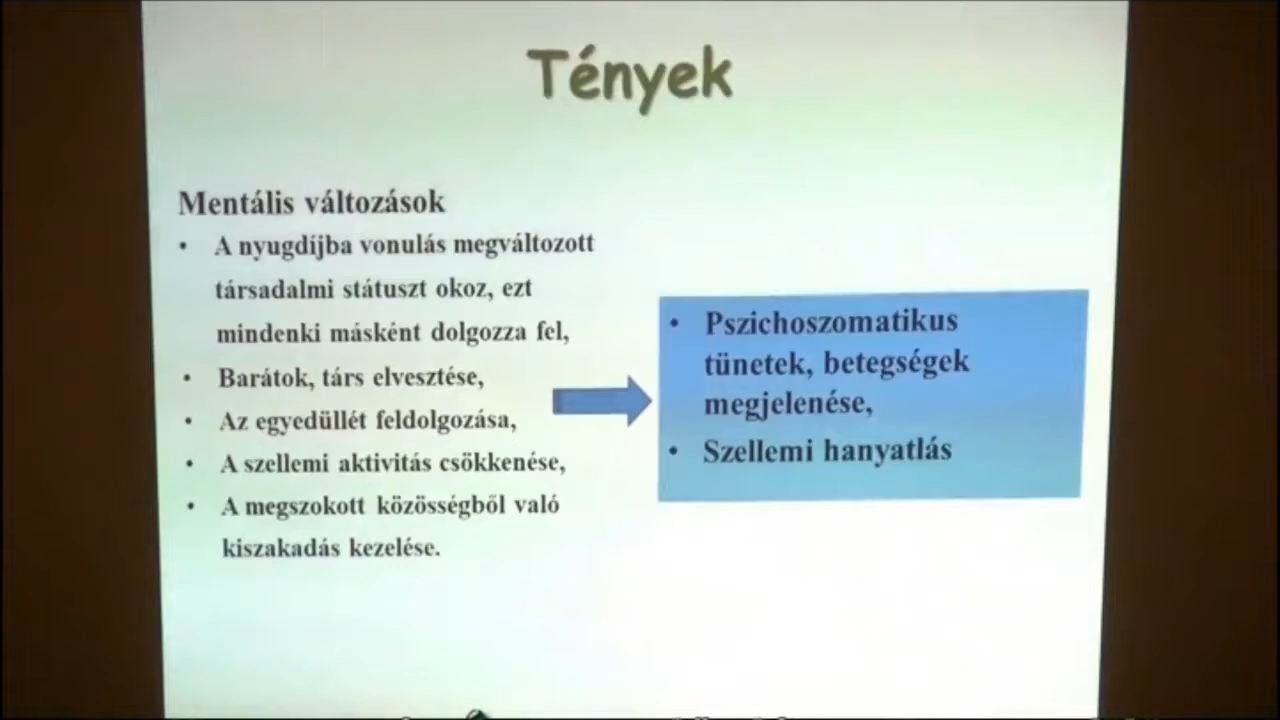 Tények
Mentális változások
• A nyugdíjba vonulás megváltozott
társadalmi státuszt okoz, ezt
mindenki másként dolgozza fel,
• Barátok, társ elvesztése,
• Az egyedüllét feldolgozása,
• A szellemi aktivitás csökkenése,
• A megszokott közösségből való
kiszakadás kezelése.
• Pszichoszomatikus
tünetek, betegségek
megjelenése,
• Szellemi hanyatlás